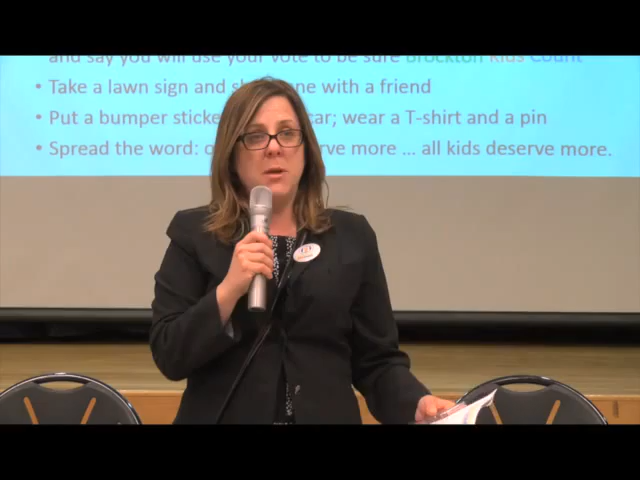 and say you will use your vote to be sure Brockton Kids Count
• Take a lawn sign and one with a friend
• Put a bumper car; wear a T-shirt and a pin
• Spread the word: more ... all kids deserve more.